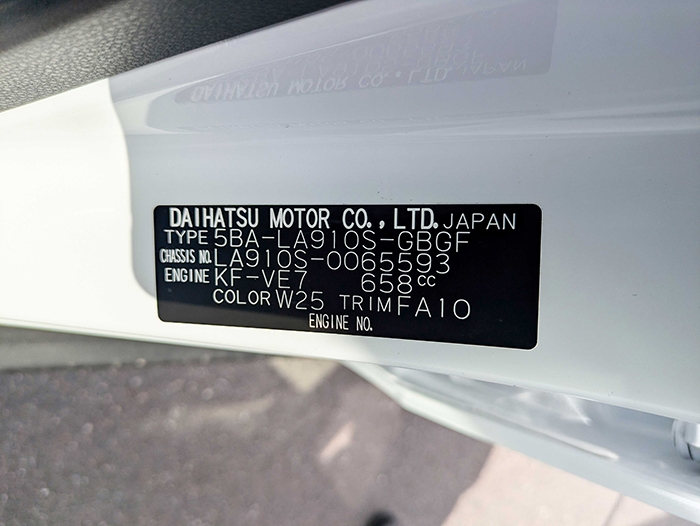 DAIHATSU MOTOR CO., LTD. JAPAN
TYPE 5BA-LA910S-GBGF
CHASSIS NO. LA910S-0065593
ENGINE KF-VE7 658cc
COLOR W25 TRIM FA10
ENGINE NO.